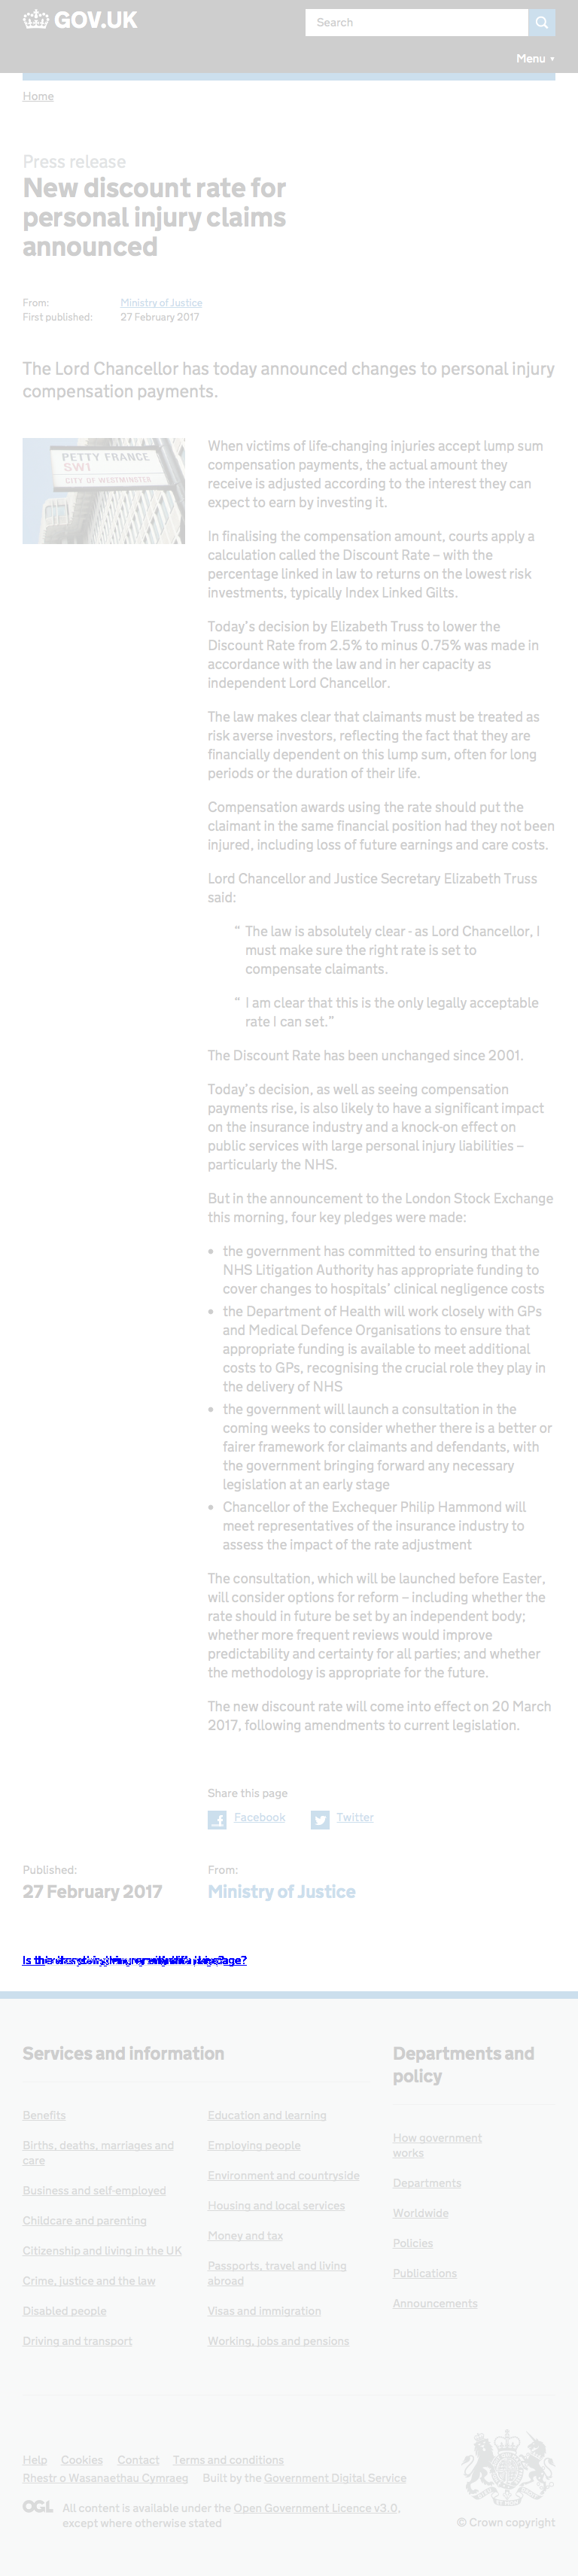 GOV.UK
Search
Menu ▼
Home
Press release
New discount rate for
personal injury claims
announced
From: Ministry of Justice
First published: 27 February 2017
The Lord Chancellor has today announced changes to personal injury
compensation payments.
PETTY FRANCE
SW1
CITY OF WESTMINSTER
When victims of life-changing injuries accept lump sum
compensation payments, the actual amount they
receive is adjusted according to the interest they can
expect to earn by investing it.
In finalising the compensation amount, courts apply a
calculation called the Discount Rate – with the
percentage linked in law to returns on the lowest risk
investments, typically Index Linked Gilts.
Today's decision by Elizabeth Truss to lower the
Discount Rate from 2.5% to minus 0.75% was made in
accordance with the law and in her capacity as
independent Lord Chancellor.
The law makes clear that claimants must be treated as
risk averse investors, reflecting the fact that they are
financially dependent on this lump sum, often for long
periods or the duration of their life.
Compensation awards using the rate should put the
claimant in the same financial position had they not been
injured, including loss of future earnings and care costs.
Lord Chancellor and Justice Secretary Elizabeth Truss
said:
“ The law is absolutely clear - as Lord Chancellor, I
must make sure the right rate is set to
compensate claimants.
“ I am clear that this is the only legally acceptable
rate I can set.”
The Discount Rate has been unchanged since 2001.
Today's decision, as well as seeing compensation
payments rise, is also likely to have a significant impact
on the insurance industry and a knock-on effect on
public services with large personal injury liabilities –
particularly the NHS.
But in the announcement to the London Stock Exchange
this morning, four key pledges were made:
• the government has committed to ensuring that the
NHS Litigation Authority has appropriate funding to
cover changes to hospitals' clinical negligence costs
• the Department of Health will work closely with GPs
and Medical Defence Organisations to ensure that
appropriate funding is available to meet additional
costs to GPs, recognising the crucial role they play in
the delivery of NHS
• the government will launch a consultation in the
coming weeks to consider whether there is a better or
fairer framework for claimants and defendants, with
the government bringing forward any necessary
legislation at an early stage
• Chancellor of the Exchequer Philip Hammond will
meet representatives of the insurance industry to
assess the impact of the rate adjustment
The consultation, which will be launched before Easter,
will consider options for reform – including whether the
rate should in future be set by an independent body;
whether more frequent reviews would improve
predictability and certainty for all parties; and whether
the methodology is appropriate for the future.
The new discount rate will come into effect on 20 March
2017, following amendments to current legislation.
Share this page
Facebook Twitter
Published: From:
27 February 2017 Ministry of Justice
Services and information
Benefits
Births, deaths, marriages and
care
Business and self-employed
Childcare and parenting
Citizenship and living in the UK
Crime, justice and the law
Disabled people
Driving and transport
Education and learning
Employing people
Environment and countryside
Housing and local services
Money and tax
Passports, travel and living
abroad
Visas and immigration
Working, jobs and pensions
Departments and
policy
How government
works
Departments
Worldwide
Policies
Publications
Announcements
Help Cookies Contact Terms and conditions
Rhestr o Wasanaethau Cymraeg Built by the Government Digital Service
OGL All content is available under the Open Government Licence v3.0,
except where otherwise stated
© Crown copyright